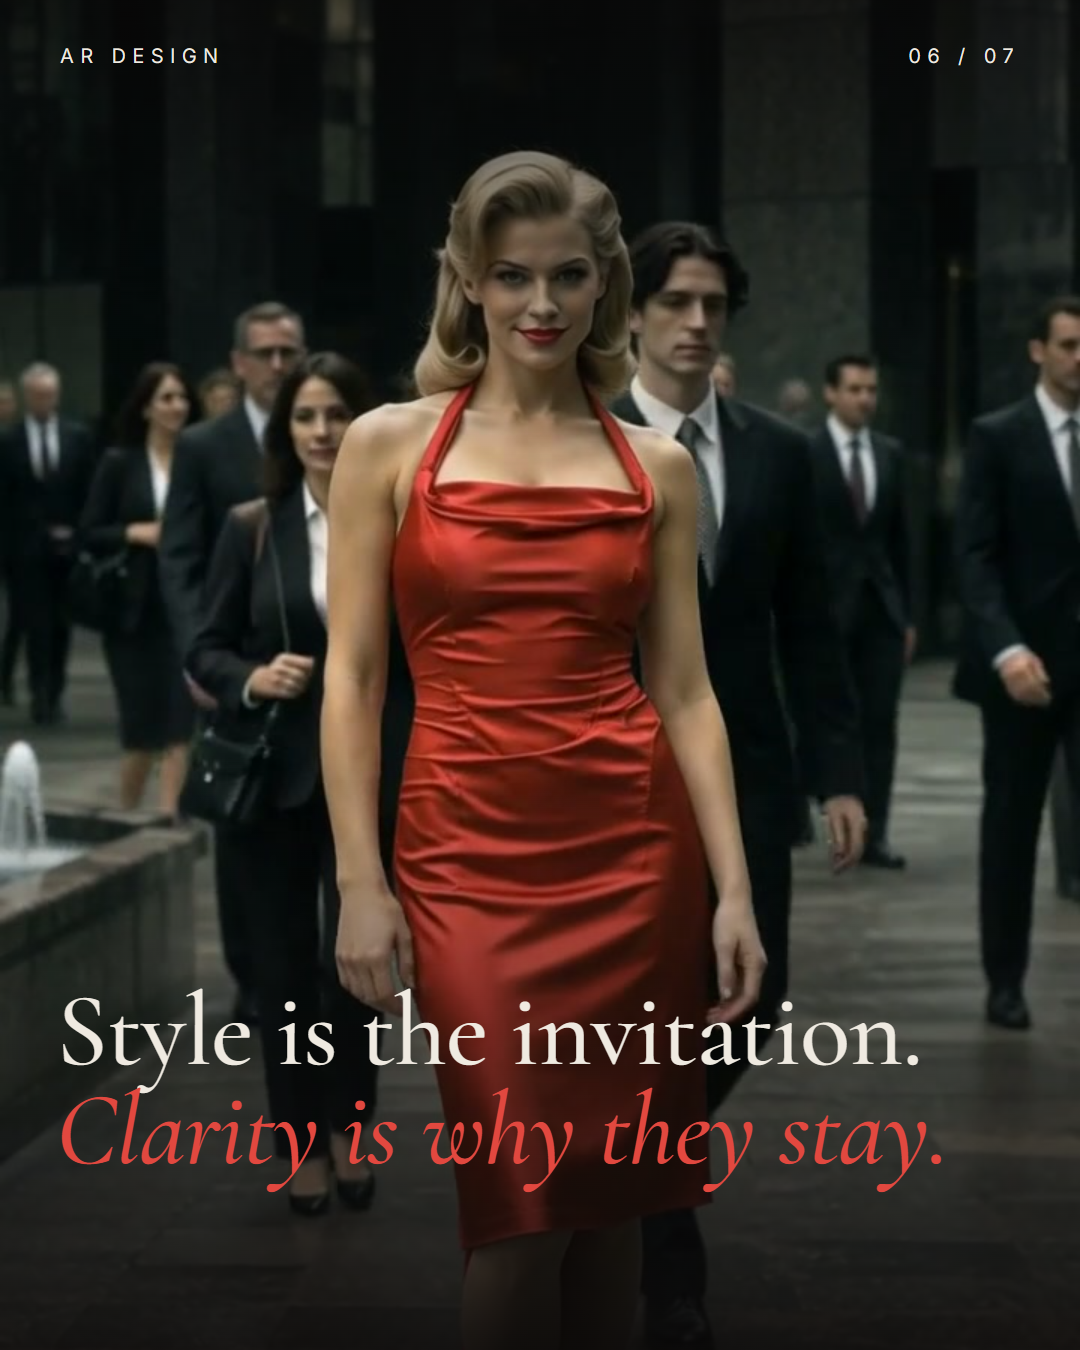 AR DESIGN
06 / 07
Style is the invitation.
Clarity is why they stay.